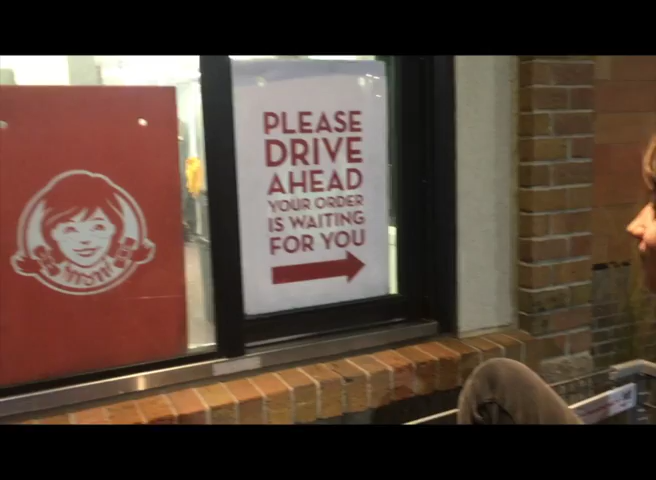 PLEASE
DRIVE
AHEAD
YOUR ORDER
IS WAITING
FOR YOU